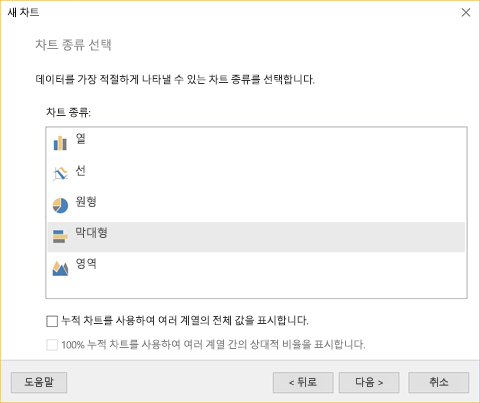 새 차트
차트 종류 선택
데이터를 가장 적절하게 나타낼 수 있는 차트 종류를 선택합니다.
차트 종류:
열
선
원형
막대형
영역
누적 차트를 사용하여 여러 계열의 전체 값을 표시합니다.
100% 누적 차트를 사용하여 여러 계열 간의 상대적 비율을 표시합니다.
도움말
< 뒤로
다음 >
취소